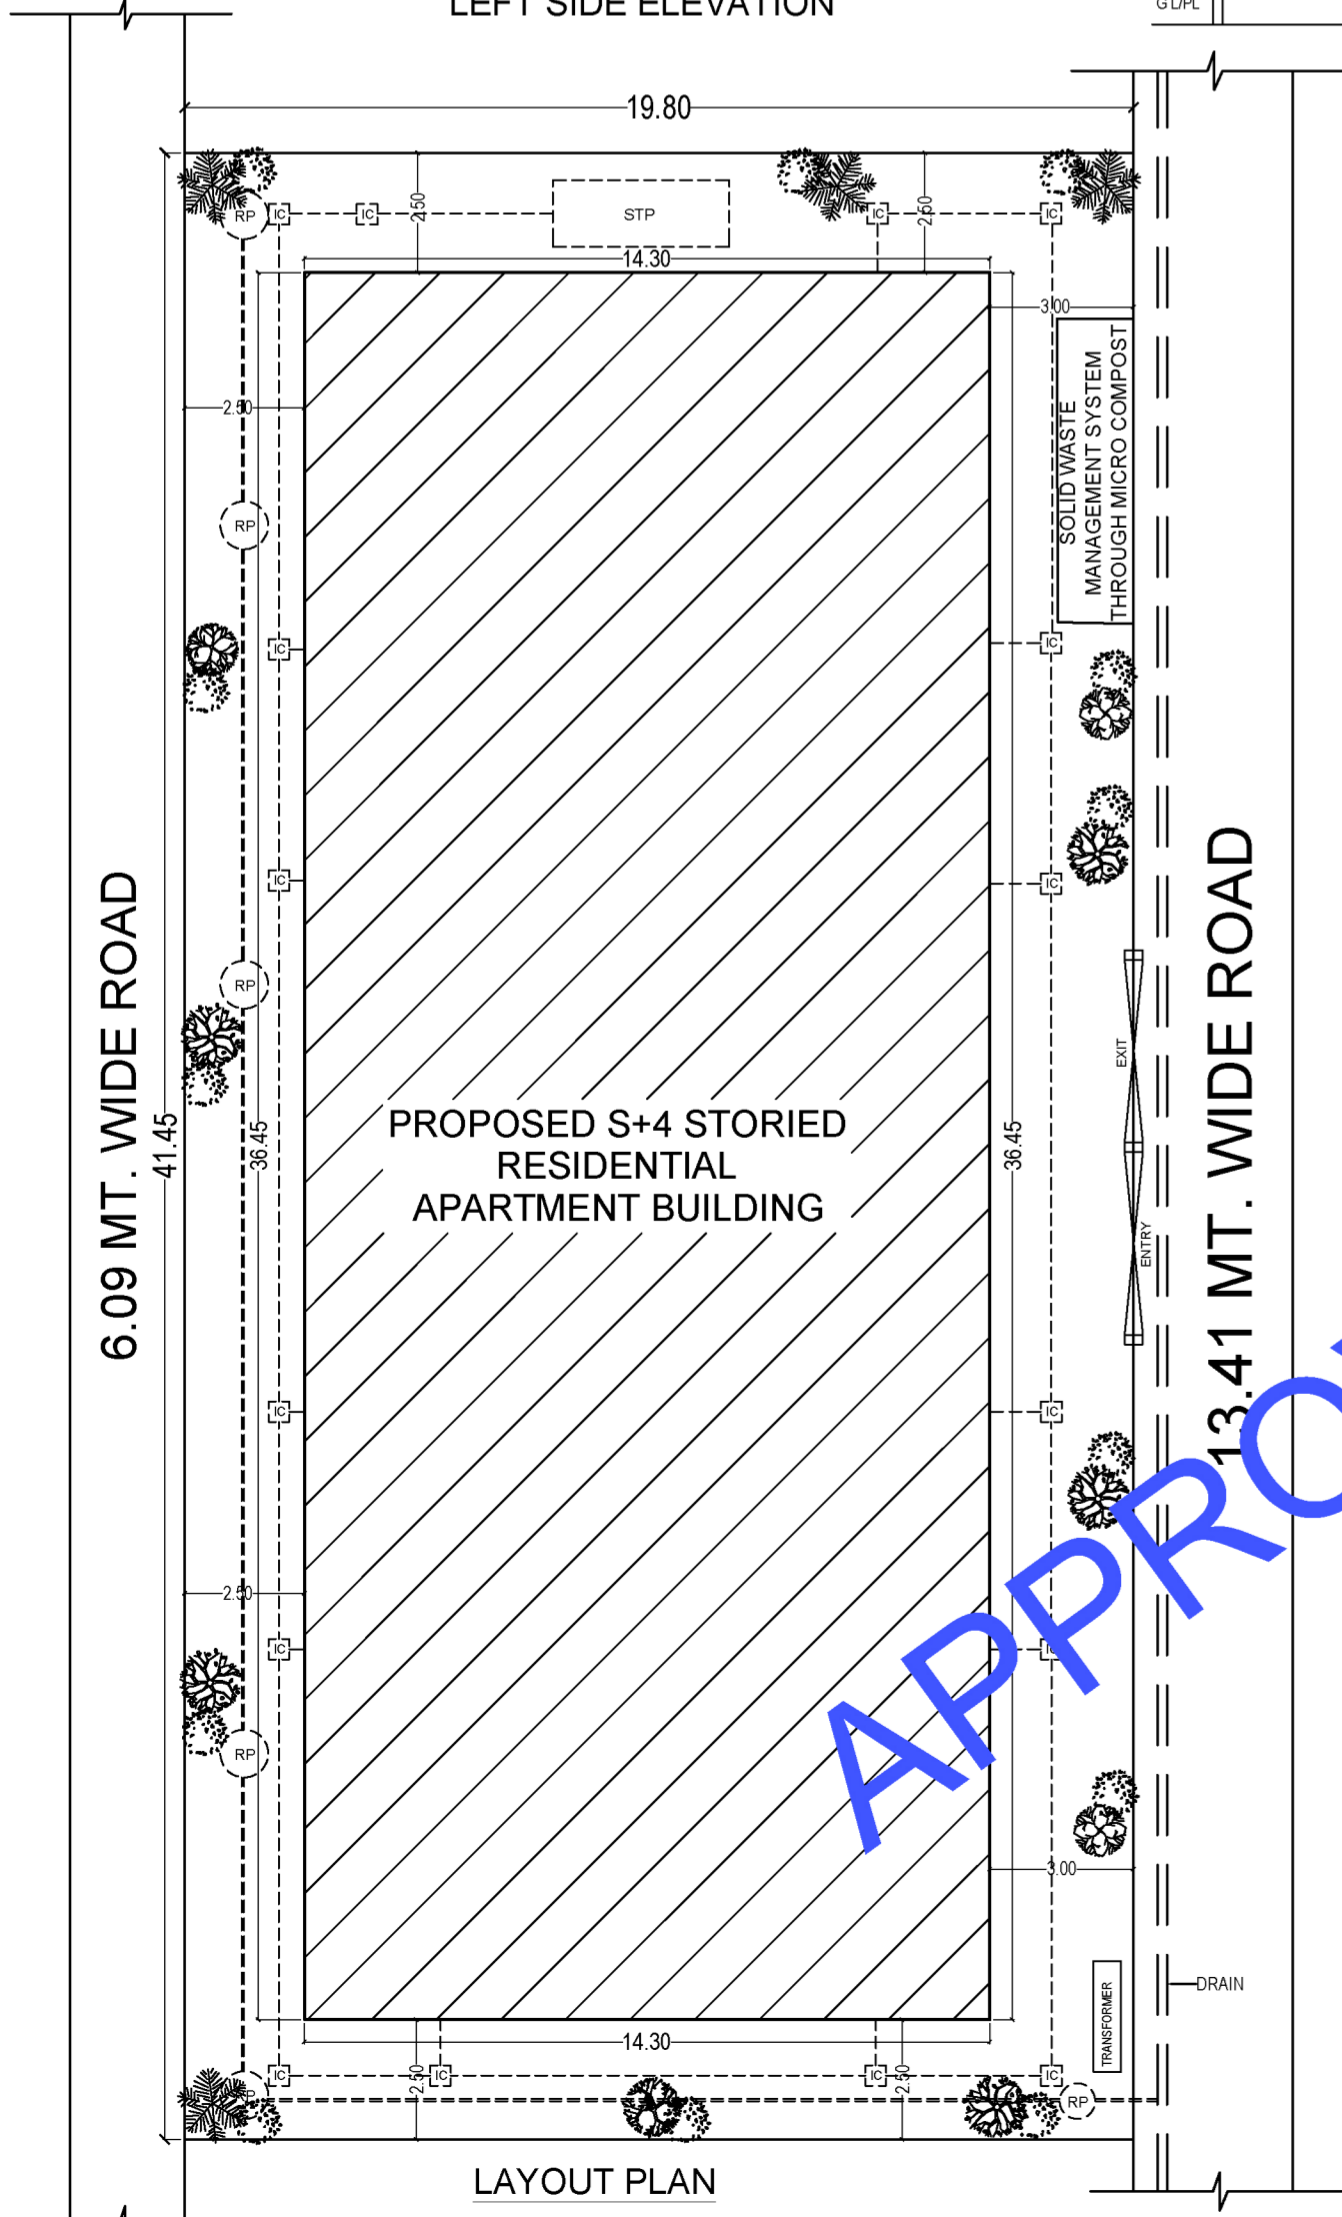 LEFT SIDE ELEVATION
G L/PL
19.80
RP
IC
IC
2.50
STP
IC
2.50
IC
14.30
3.00
SOLID WASTE
MANAGEMENT SYSTEM
THROUGH MICRO COMPOST
2.50
RP
IC
IC
IC
IC
RP
6.09 MT. WIDE ROAD
41.45
36.45
PROPOSED S+4 STORIED
RESIDENTIAL
APARTMENT BUILDING
36.45
EXIT
ENTRY
13.41 MT. WIDE ROAD
IC
IC
2.50
IC
IC
RP
3.00
TRANSFORMER
DRAIN
14.30
IC
2.50
IC
IC
2.50
IC
RP
LAYOUT PLAN